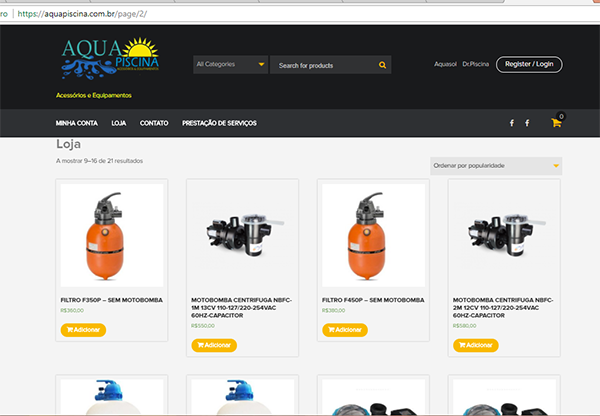 ro https://aquapiscina.com.br/page/2/
AQUA
PISCINA
All Categories
Search for products
Aquasol Dr.Piscina Register / Login
Acessórios e Equipamentos
MINHA CONTA LOJA CONTATO PRESTAÇÃO DE SERVIÇOS
0
Loja
A mostrar 9–16 de 21 resultados
Ordenar por popularidade
FILTRO F350P – SEM MOTOBOMBA
R$380,00
Adicionar
MOTOBOMBA CENTRIFUGA NBFC-
1M 13CV 110-127/220-254VAC
60HZ-CAPACITOR
R$550,00
Adicionar
FILTRO F450P – SEM MOTOBOMBA
R$380,00
Adicionar
MOTOBOMBA CENTRIFUGA NBFC-
2M 12CV 110-127/220-254VAC
60HZ-CAPACITOR
R$580,00
Adicionar